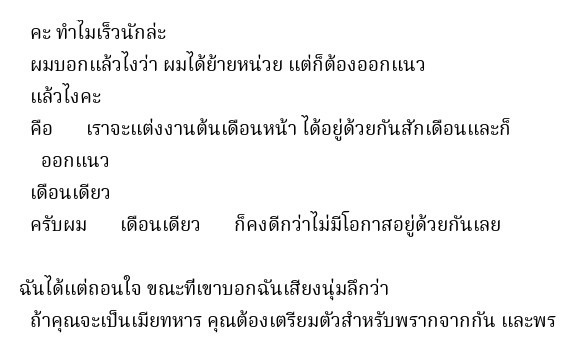 คะ ทำไมเร็วนักล่ะ
ผมบอกแล้วไงว่า ผมได้ย้ายหน่วย แต่ก็ต้องออกแนว
แล้วไงคะ
คือ เราจะแต่งงานต้นเดือนหน้า ได้อยู่ด้วยกันสักเดือนและก็
ออกแนว
เดือนเดียว
ครับผม เดือนเดียว ก็คงดีกว่าไม่มีโอกาสอยู่ด้วยกันเลย
ฉันได้แต่ถอนใจ ขณะทีเขาบอกฉันเสียงนุ่มลึกว่า
ถ้าคุณจะเป็นเมียทหาร คุณต้องเตรียมตัวสำหรับพรากจากกัน และพร